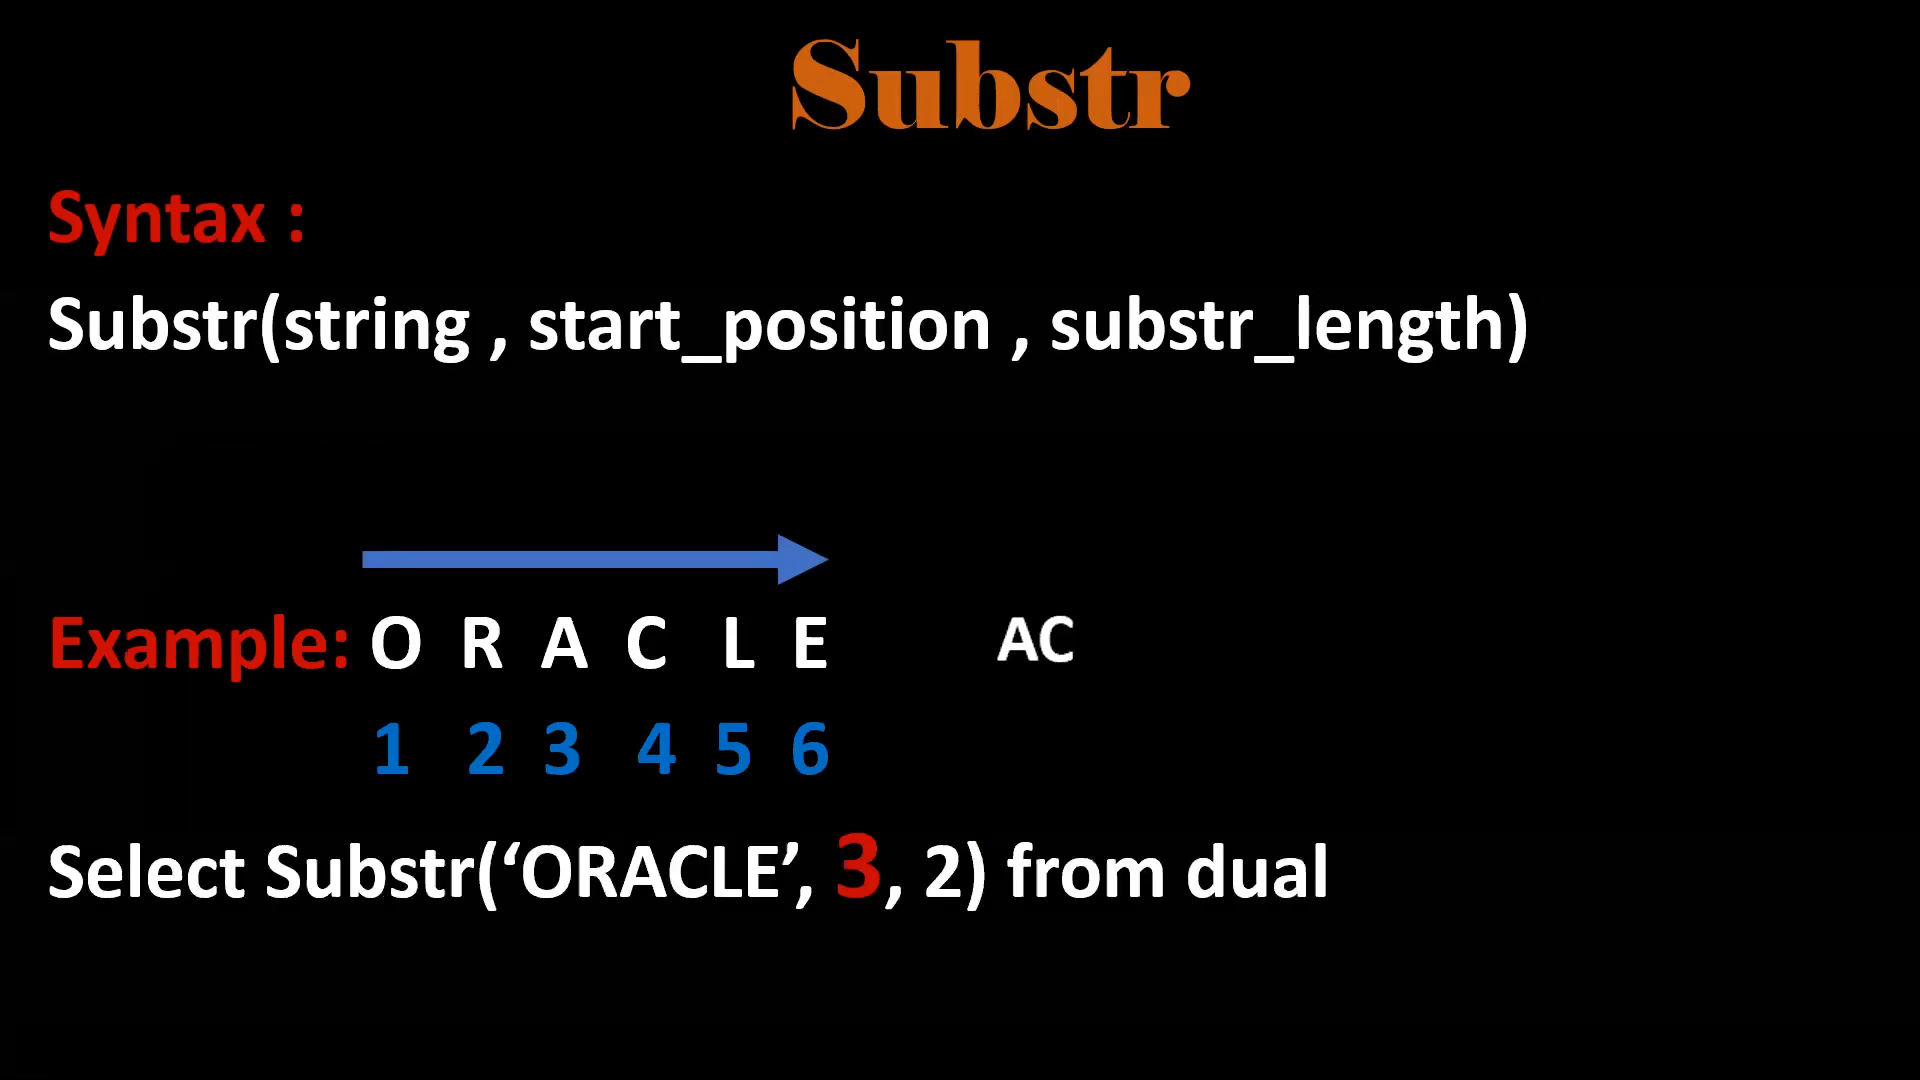 Substr
Syntax :
Substr(string , start_position , substr_length)
Example: O R A C L E AC
1 2 3 4 5 6
Select Substr(‘ORACLE’, 3, 2) from dual